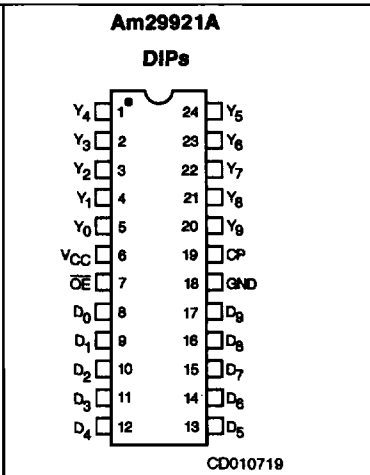 Am29921A
DIPs
Y4 1 24 Y5
Y3 2 23 Y6
Y2 3 22 Y7
Y1 4 21 Y8
Y0 5 20 Y9
VCC 6 19 CP
O̅E̅ 7 18 GND
D0 8 17 D9
D1 9 16 D8
D2 10 15 D7
D3 11 14 D6
D4 12 13 D5
CD010719